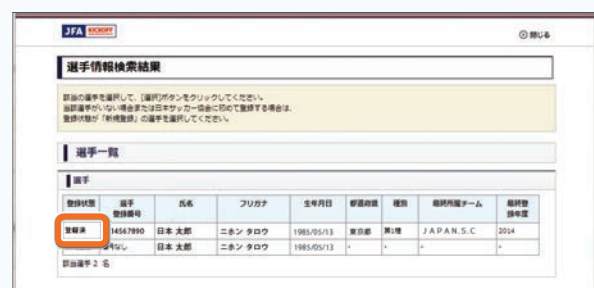 JFA KICKOFF
閉じる
選手情報検索結果
該当の選手を選択して、[選択]ボタンをクリックしてください。
当該選手がいない場合または日本サッカー協会に初めて登録する場合は、
登録状態が「新規登録」の選手を選択してください。
選手一覧
選手
登録状態 選手登録番号 氏名 フリガナ 生年月日 都道府県 種別 最終所属チーム 最終登録年度
登録済 14567890 日本 太郎 ニホン タロウ 1985/05/13 東京都 第1種 JAPAN.S.C 2014
なし 日本 太郎 ニホン タロウ 1985/05/13 - - - -
該当選手 2 名